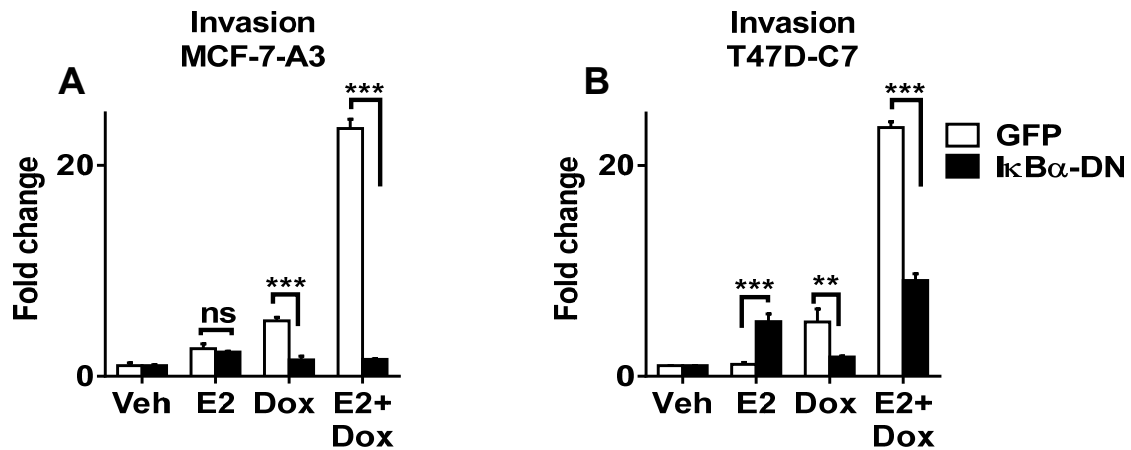 Invasion
MCF-7-A3
A
Fold change
20
0
ns
***
***
Veh
E2
Dox
E2+
Dox
Invasion
T47D-C7
B
Fold change
20
0
***
**
***
Veh
E2
Dox
E2+
Dox
GFP
IκBα-DN